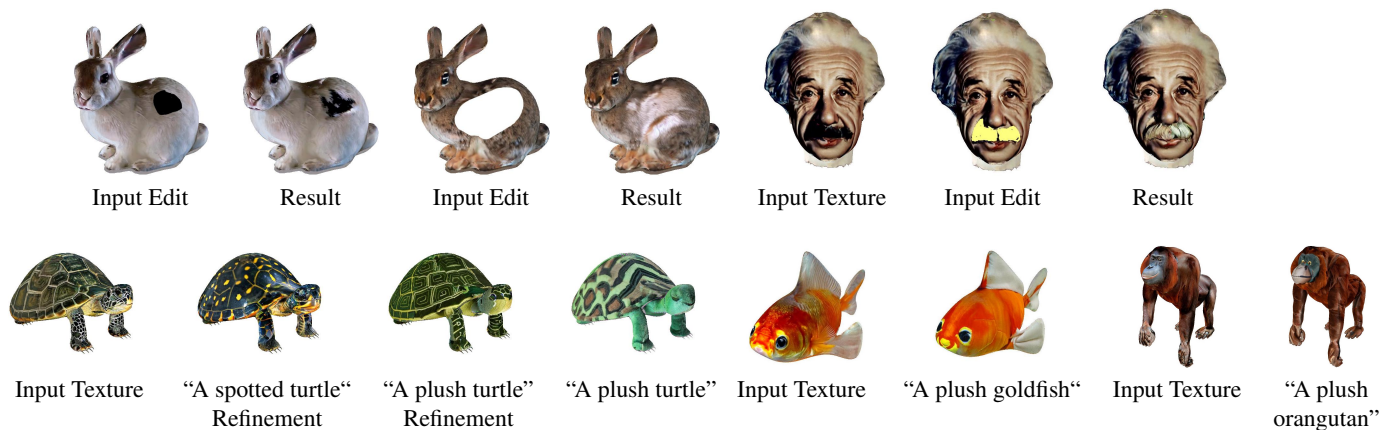 Input Edit
Result
Input Edit
Result
Input Texture
Input Edit
Result
Input Texture
“A spotted turtle“
Refinement
“A plush turtle”
Refinement
“A plush turtle”
Input Texture
“A plush goldfish“
Input Texture
“A plush
orangutan”